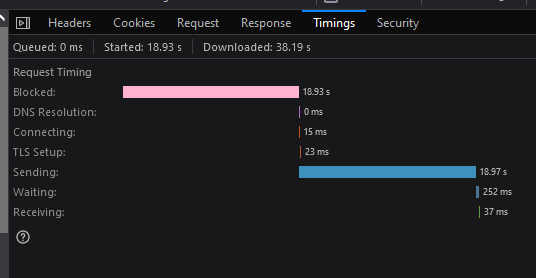 Headers Cookies Request Response Timings Security
Queued: 0 ms Started: 18.93 s Downloaded: 38.19 s
Request Timing
Blocked: 18.93 s
DNS Resolution: 0 ms
Connecting: 15 ms
TLS Setup: 23 ms
Sending: 18.97 s
Waiting: 252 ms
Receiving: 37 ms
?